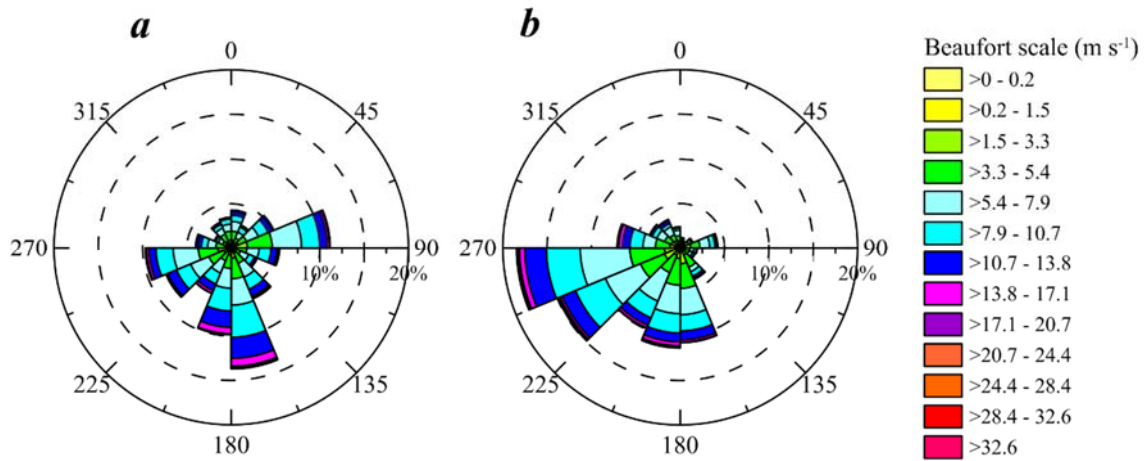 a
0
45
90
135
180
225
270
315
19%
20%
b
0
45
90
135
180
225
270
315
19%
20%
Beaufort scale (m s⁻¹)
>0 - 0.2
>0.2 - 1.5
>1.5 - 3.3
>3.3 - 5.4
>5.4 - 7.9
>7.9 - 10.7
>10.7 - 13.8
>13.8 - 17.1
>17.1 - 20.7
>20.7 - 24.4
>24.4 - 28.4
>28.4 - 32.6
>32.6